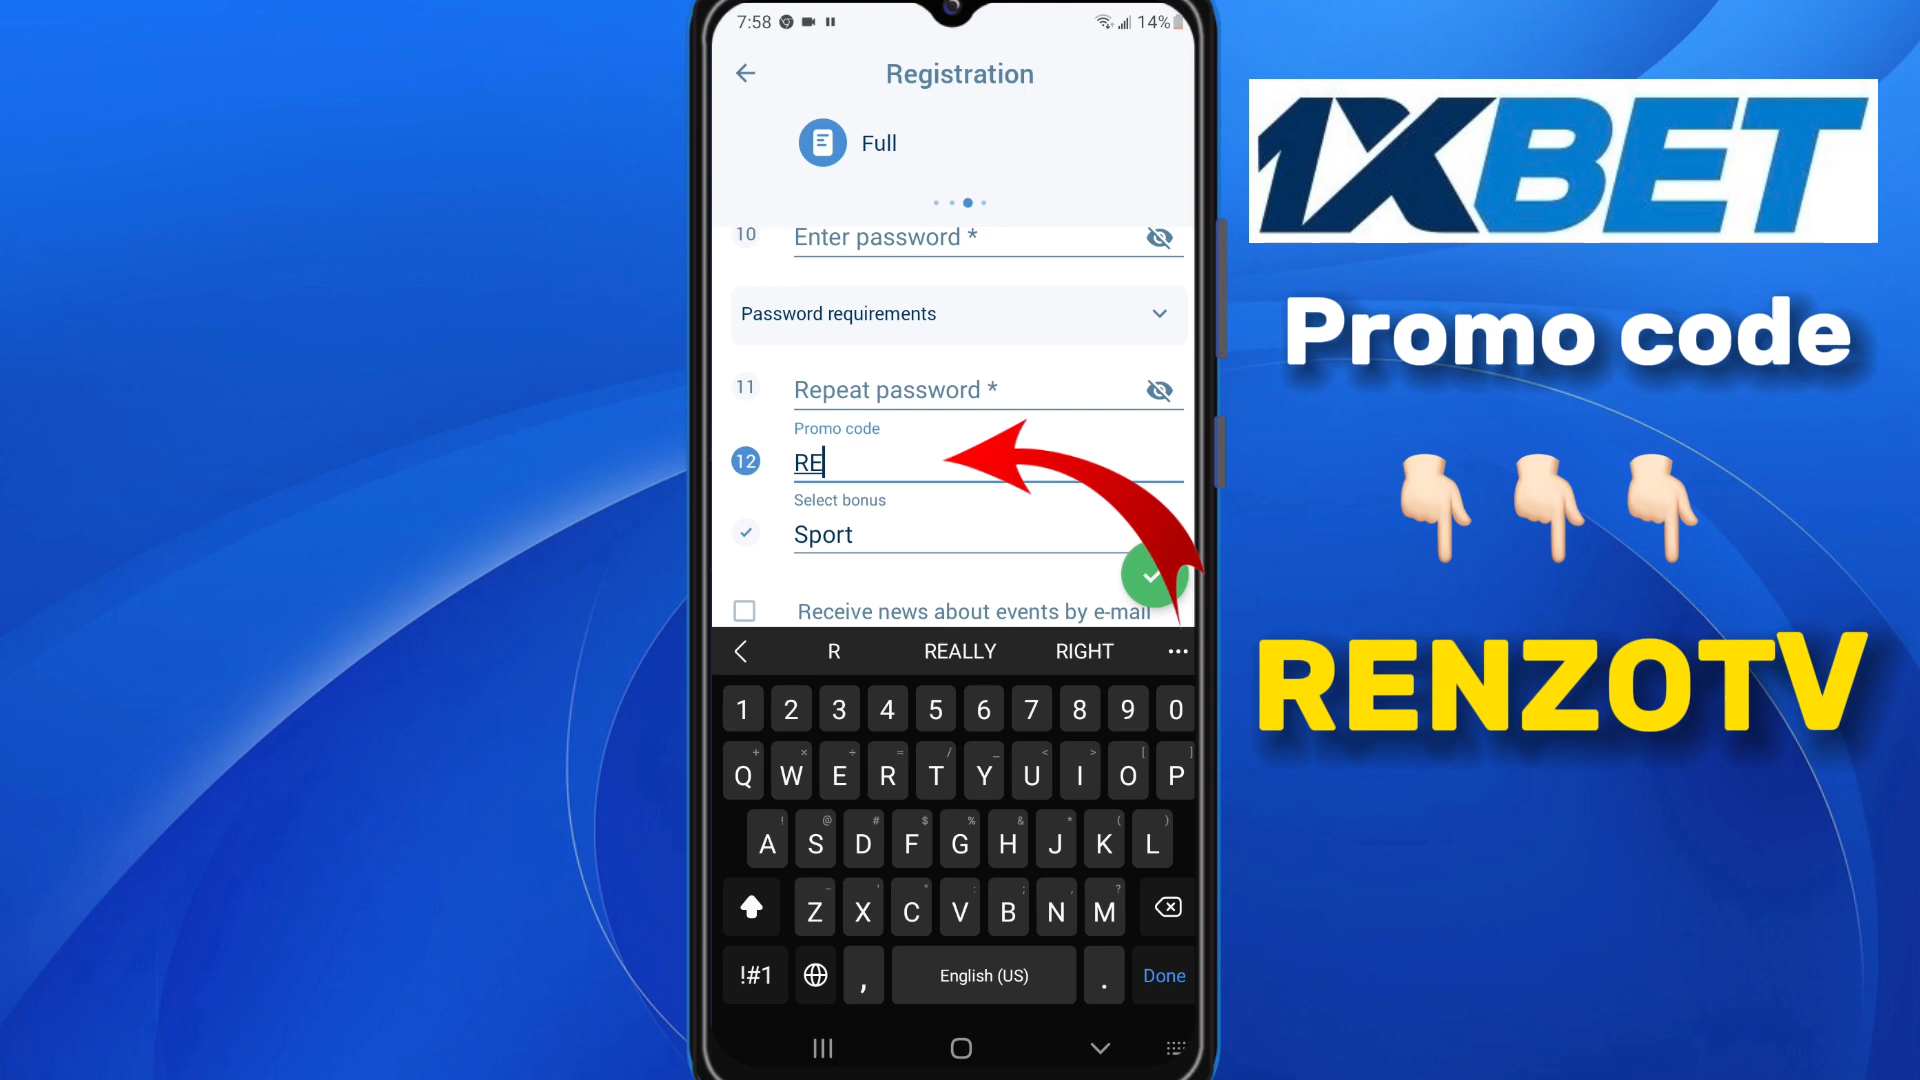 7:58
14%
Registration
Full
10 Enter password *
Password requirements
11 Repeat password *
Promo code
12 RE
Select bonus
Sport
Receive news about events by e-mail
R REALLY RIGHT •••
1 2 3 4 5 6 7 8 9 0
+ × ÷ = / _ < > [ ]
Q W E R T Y U I O P
! @ # $ % & * ( )
A S D F G H J K L
- ' " : ; , ?
Z X C V B N M
!#1 , English (US) . Done
1XBET
Promo code
RENZOTV